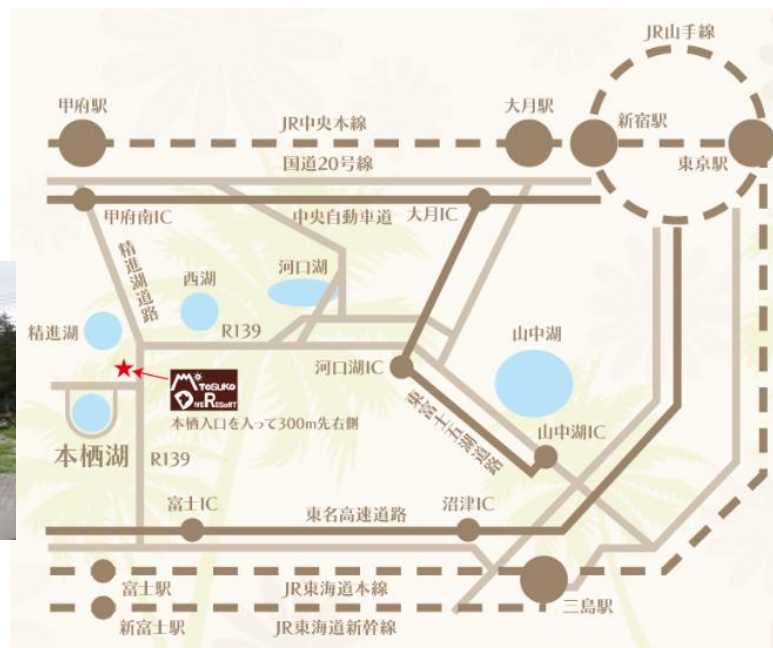 JR山手線
甲府駅
JR中央本線
大月駅
新宿駅
国道20号線
東京駅
甲府南IC
中央自動車道
大月IC
精進湖道路
西湖
河口湖
精進湖
R139
山中湖
河口湖IC
MOTOSUKO
DIVE RESORT
本栖入口を入って300m先右側
東富士五湖道路
山中湖IC
本栖湖
R139
富士IC
東名高速道路
沼津IC
富士駅
JR東海道本線
三島駅
新富士駅
JR東海道新幹線